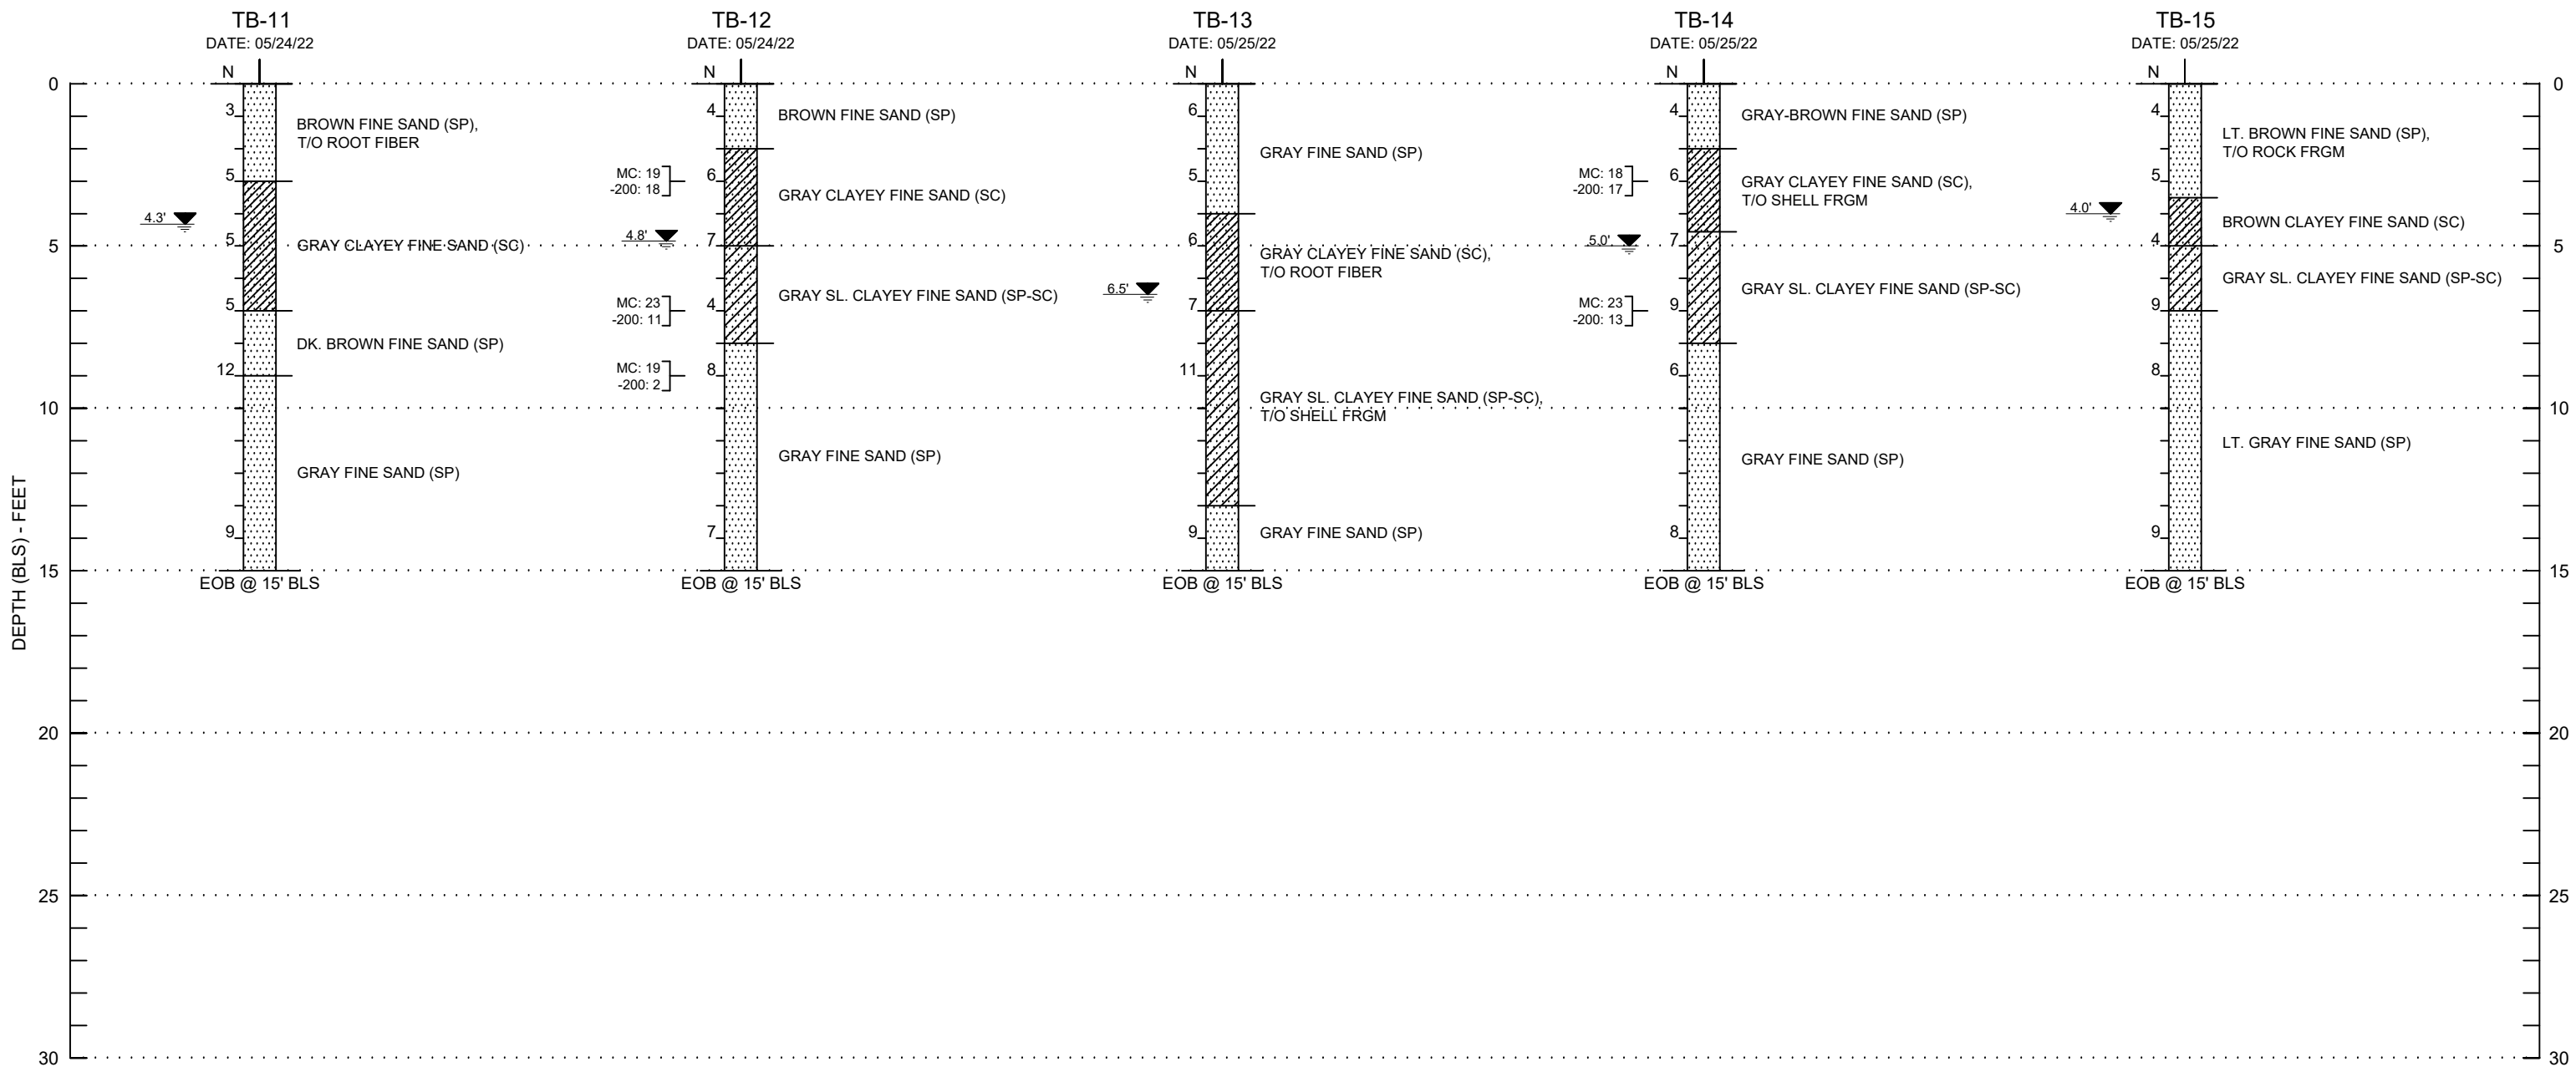 TB-11
DATE: 05/24/22
N
3
5
5
5
12
9
BROWN FINE SAND (SP),
T/O ROOT FIBER
4.3'
GRAY CLAYEY FINE SAND (SC)
DK. BROWN FINE SAND (SP)
GRAY FINE SAND (SP)
EOB @ 15' BLS
TB-12
DATE: 05/24/22
N
4
6
7
4
8
7
BROWN FINE SAND (SP)
MC: 19
-200: 18
GRAY CLAYEY FINE SAND (SC)
4.8'
MC: 23
-200: 11
GRAY SL. CLAYEY FINE SAND (SP-SC)
MC: 19
-200: 2
GRAY FINE SAND (SP)
EOB @ 15' BLS
TB-13
DATE: 05/25/22
N
6
5
6
7
11
9
GRAY FINE SAND (SP)
GRAY CLAYEY FINE SAND (SC),
T/O ROOT FIBER
6.5'
GRAY SL. CLAYEY FINE SAND (SP-SC),
T/O SHELL FRGM
GRAY FINE SAND (SP)
EOB @ 15' BLS
TB-14
DATE: 05/25/22
N
4
6
7
9
6
8
GRAY-BROWN FINE SAND (SP)
MC: 18
-200: 17
GRAY CLAYEY FINE SAND (SC),
T/O SHELL FRGM
5.0'
MC: 23
-200: 13
GRAY SL. CLAYEY FINE SAND (SP-SC)
GRAY FINE SAND (SP)
EOB @ 15' BLS
TB-15
DATE: 05/25/22
N
4
5
4
9
8
9
LT. BROWN FINE SAND (SP),
T/O ROCK FRGM
4.0'
BROWN CLAYEY FINE SAND (SC)
GRAY SL. CLAYEY FINE SAND (SP-SC)
LT. GRAY FINE SAND (SP)
EOB @ 15' BLS
DEPTH (BLS) - FEET
0
5
10
15
20
25
30
0
5
10
15
20
25
30